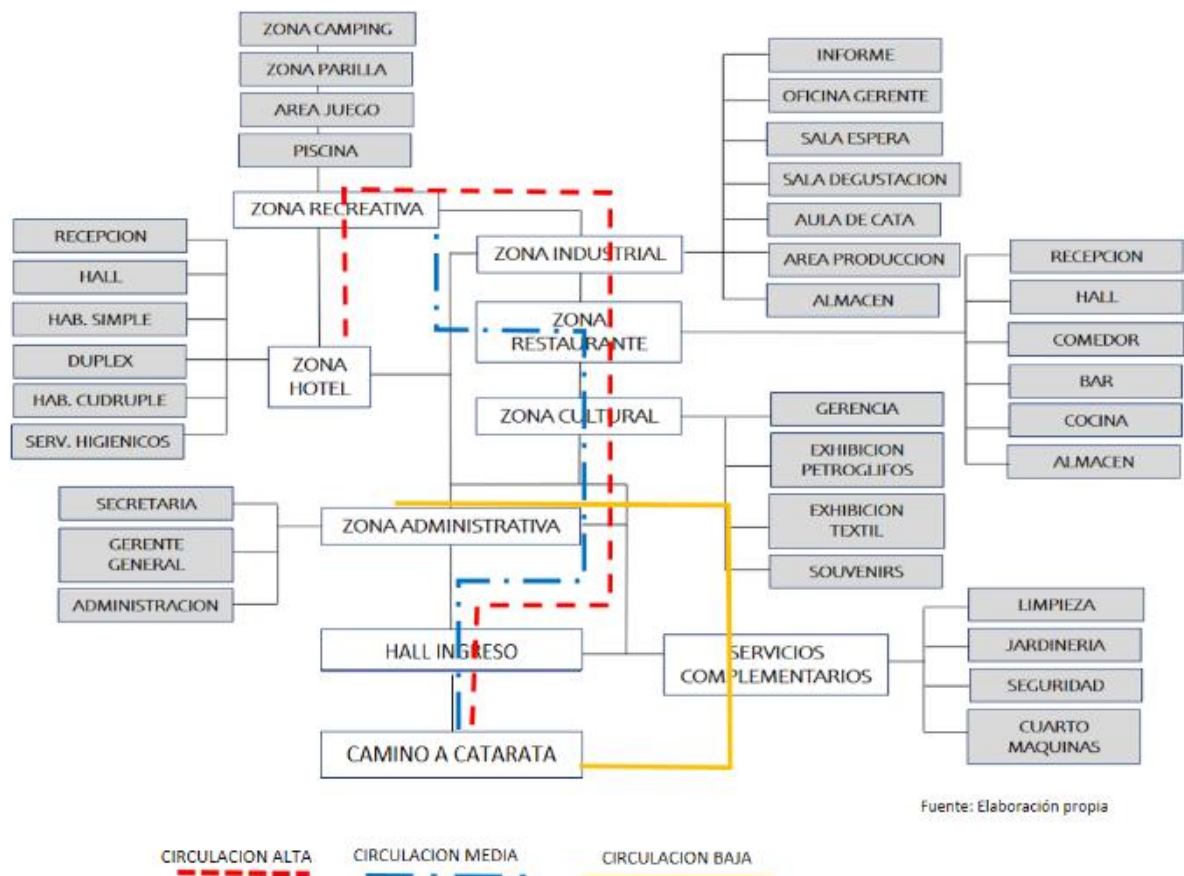 ZONA CAMPING
ZONA PARILLA
AREA JUEGO
PISCINA
ZONA RECREATIVA
RECEPCION
HALL
HAB. SIMPLE
DUPLEX
HAB. CUDRUPLE
SERV. HIGIENICOS
ZONA
HOTEL
INFORME
OFICINA GERENTE
SALA ESPERA
SALA DEGUSTACION
AULA DE CATA
AREA PRODUCCION
ALMACEN
ZONA INDUSTRIAL
ZONA
RESTAURANTE
RECEPCION
HALL
COMEDOR
BAR
COCINA
ALMACEN
ZONA CULTURAL
GERENCIA
EXHIBICION
PETROGLIFOS
EXHIBICION
TEXTIL
SOUVENIRS
SECRETARIA
GERENTE
GENERAL
ADMINISTRACION
ZONA ADMINISTRATIVA
HALL INGRESO
SERVICIOS
COMPLEMENTARIOS
LIMPIEZA
JARDINERIA
SEGURIDAD
CUARTO
MAQUINAS
CAMINO A CATARATA
Fuente: Elaboración propia
CIRCULACION ALTA
CIRCULACION MEDIA
CIRCULACION BAJA